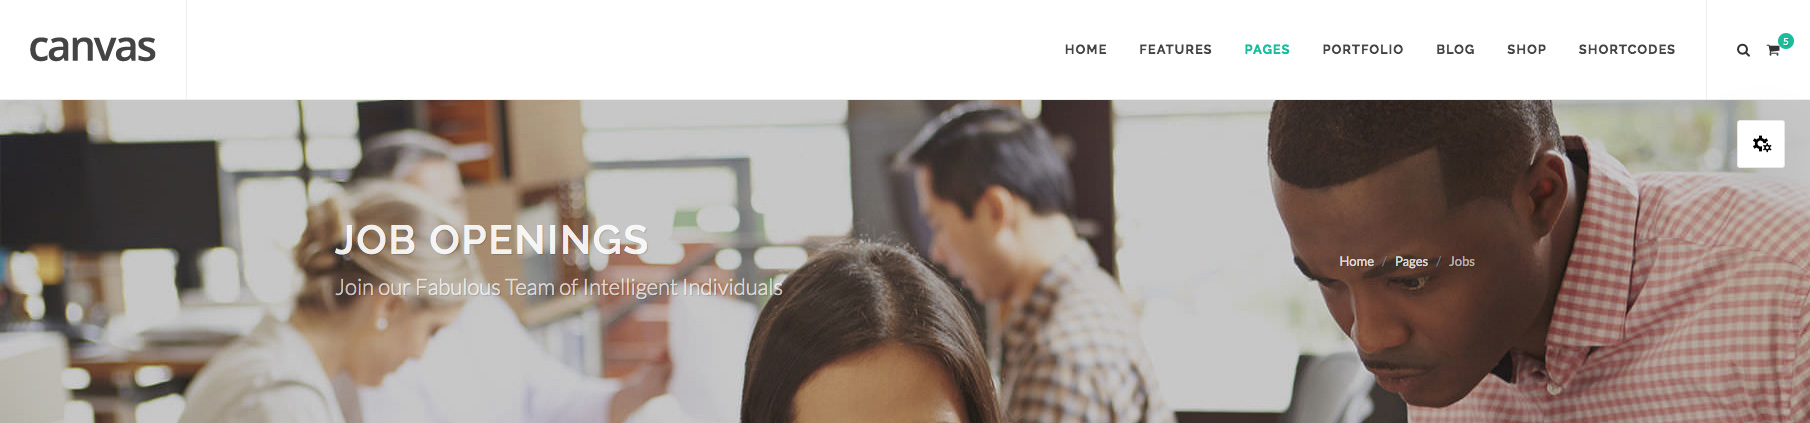 canvas
HOME FEATURES PAGES PORTFOLIO BLOG SHOP SHORTCODES 5
JOB OPENINGS
Join our Fabulous Team of Intelligent Individuals
Home / Pages / Jobs